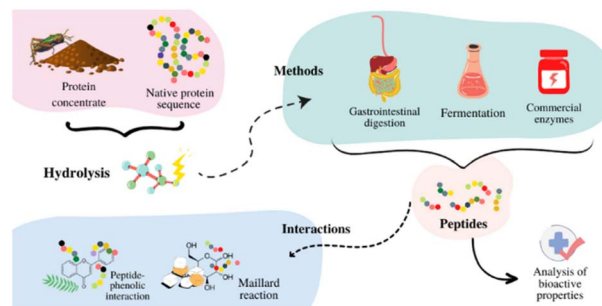 Protein
concentrate
Native protein
sequence
Hydrolysis
Methods
Gastrointestinal
digestion
Fermentation
Commercial
enzymes
Peptides
Interactions
Peptide-
phenolic
interaction
Maillard
reaction
Analysis of
bioactive
properties